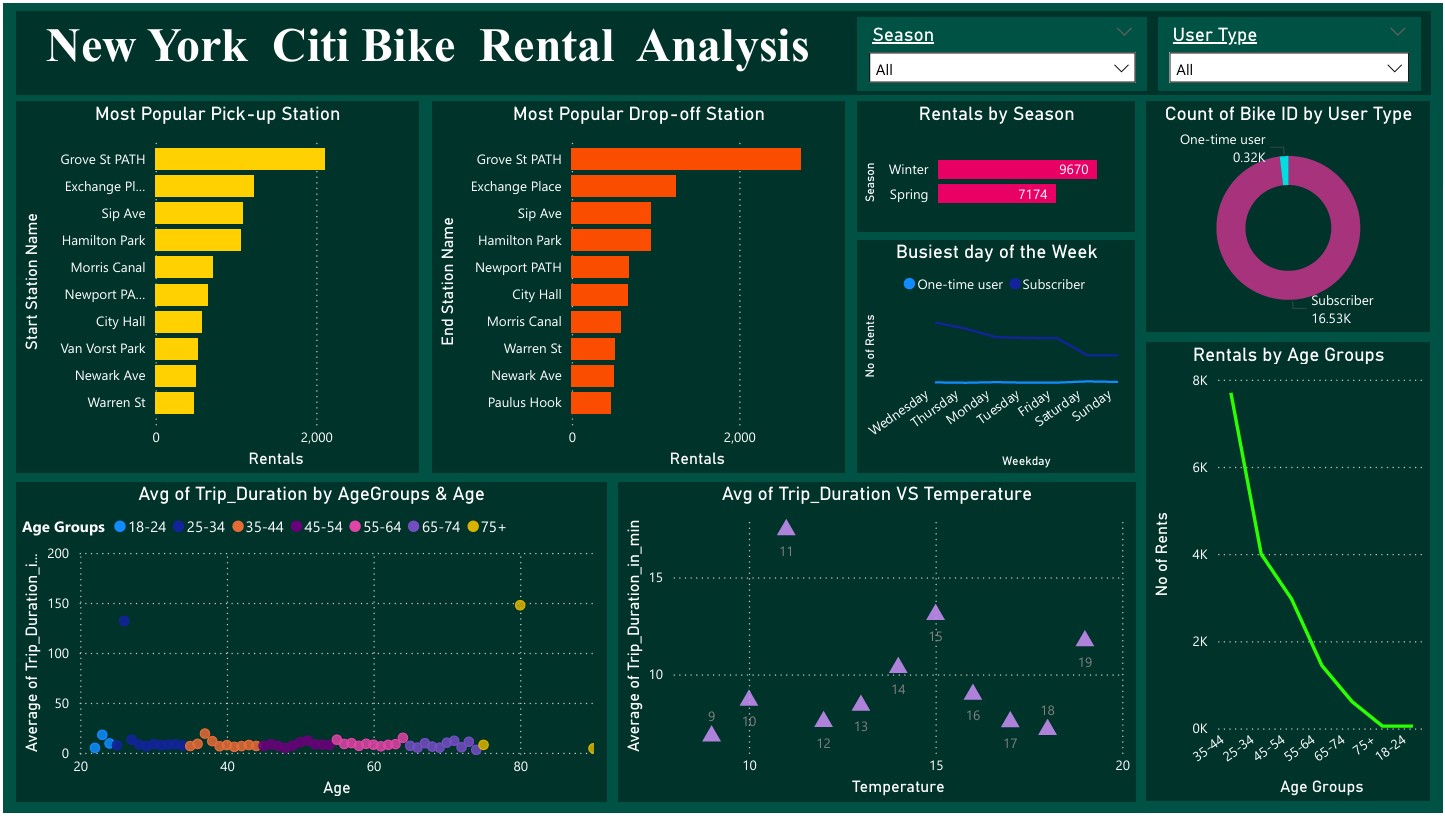 New York  Citi Bike  Rental  Analysis
Season
All
User Type
All
Most Popular Pick-up Station
Start Station Name
Grove St PATH
Exchange Pl...
Sip Ave
Hamilton Park
Morris Canal
Newport PA...
City Hall
Van Vorst Park
Newark Ave
Warren St
0 2,000
Rentals
Most Popular Drop-off Station
End Station Name
Grove St PATH
Exchange Place
Sip Ave
Hamilton Park
Newport PATH
City Hall
Morris Canal
Warren St
Newark Ave
Paulus Hook
0 2,000
Rentals
Rentals by Season
Season
Winter 9670
Spring 7174
Busiest day of the Week
One-time user Subscriber
No of Rents
Wednesday
Thursday
Monday
Tuesday
Friday
Saturday
Sunday
Weekday
Count of Bike ID by User Type
One-time user
0.32K
Subscriber
16.53K
Rentals by Age Groups
No of Rents
8K
6K
4K
2K
0K
35-44
25-34
45-54
55-64
65-74
75+
18-24
Age Groups
Avg of Trip_Duration by AgeGroups & Age
Age Groups 18-24 25-34 35-44 45-54 55-64 65-74 75+
Average of Trip_Duration_i...
200
150
100
50
0
20 40 60 80
Age
Avg of Trip_Duration VS Temperature
Average of Trip_Duration_in_min
15
10
11
15
19
14
9
10
13
16
12
17
18
10 15 20
Temperature